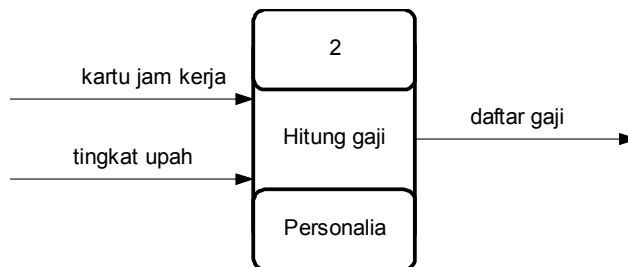 2
kartu jam kerja
daftar gaji
Hitung gaji
tingkat upah
Personalia